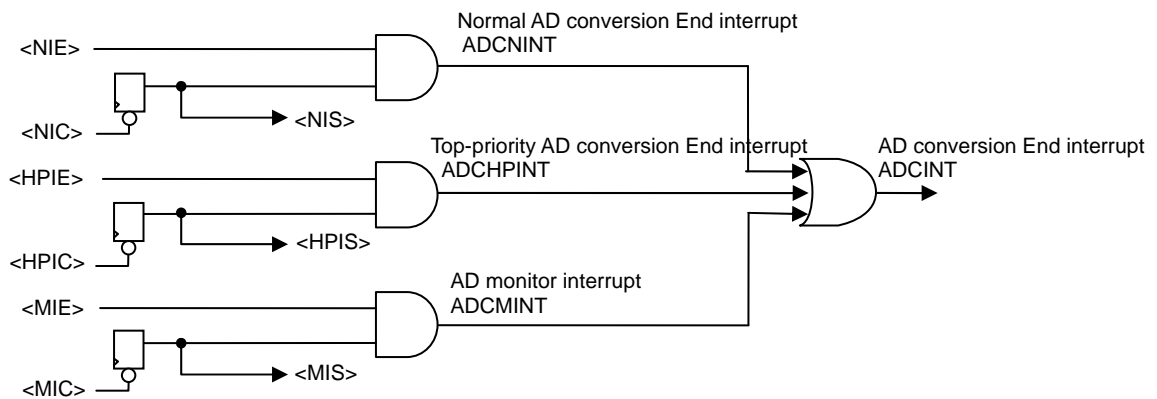 Normal AD conversion End interrupt
ADCNINT
<NIE>
<NIS>
<NIC>
Top-priority AD conversion End interrupt
ADCHPINT
AD conversion End interrupt
ADCINT
<HPIE>
<HPIS>
<HPIC>
AD monitor interrupt
ADCMINT
<MIE>
<MIS>
<MIC>